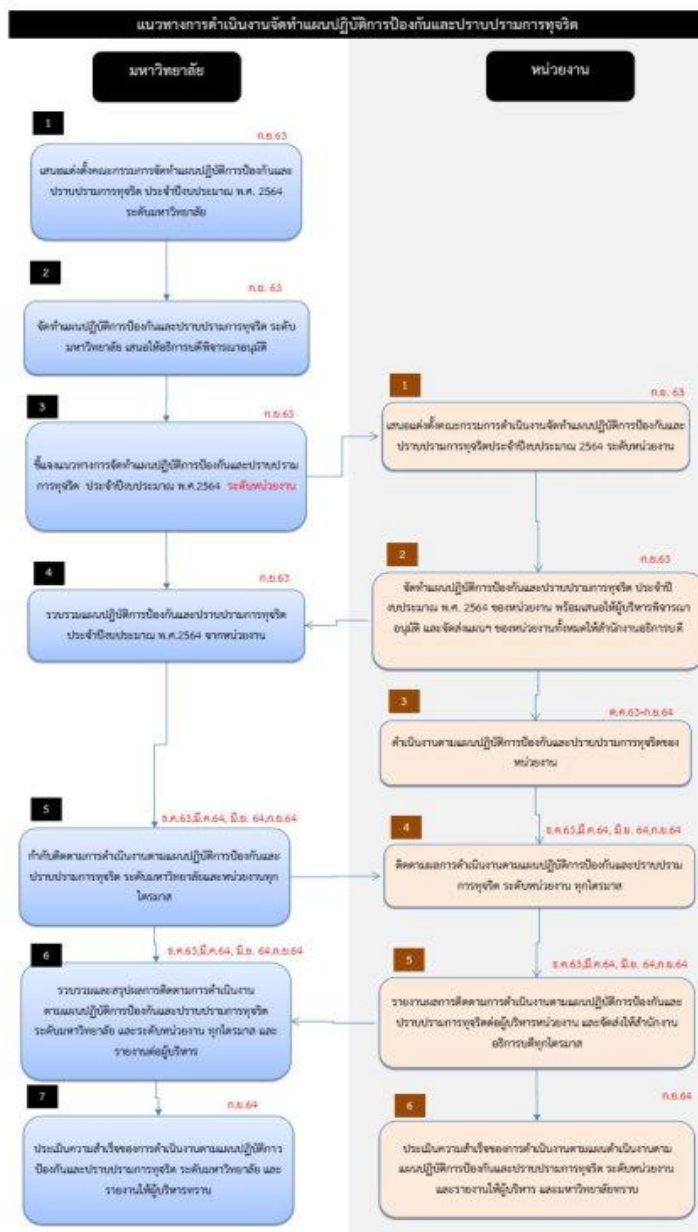 แนวทางการดำเนินงานจัดทำแผนปฏิบัติการป้องกันและปราบปรามการทุจริต
มหาวิทยาลัย
1
ก.ย.63
เสนอแต่งตั้งคณะกรรมการจัดทำแผนปฏิบัติการป้องกันและ
ปราบปรามการทุจริต ประจำปีงบประมาณ พ.ศ. 2564
ระดับมหาวิทยาลัย
2
ก.ย. 63
จัดทำแผนปฏิบัติการป้องกันและปราบปรามการทุจริต ระดับ
มหาวิทยาลัย เสนอให้อธิการบดีพิจารณาอนุมัติ
3
ก.ย.63
ชี้แจงแนวทางการจัดทำแผนปฏิบัติการป้องกันและปราบปราม
การทุจริต ประจำปีงบประมาณ พ.ศ.2564 ระดับหน่วยงาน
4
ก.ย.63
รวบรวมแผนปฏิบัติการป้องกันและปราบปรามการทุจริต
ประจำปีงบประมาณ พ.ศ.2564 จากหน่วยงาน
5
ธ.ค.63,มี.ค.64, มิ.ย. 64,ก.ย.64
กำกับติดตามการดำเนินงานตามแผนปฏิบัติการป้องกันและ
ปราบปรามการทุจริต ระดับมหาวิทยาลัยและหน่วยงานทุก
ไตรมาส
6
ธ.ค.63,มี.ค.64, มิ.ย. 64,ก.ย.64
รวบรวมและสรุปผลการติดตามการดำเนินงาน
ตามแผนปฏิบัติการป้องกันและปราบปรามการทุจริต
ระดับมหาวิทยาลัย และระดับหน่วยงาน ทุกไตรมาส และ
รายงานต่อผู้บริหาร
7
ก.ย.64
ประเมินความสำเร็จของการดำเนินงานตามแผนปฏิบัติการ
ป้องกันและปราบปรามการทุจริต ระดับมหาวิทยาลัย และ
รายงานให้ผู้บริหารทราบ
หน่วยงาน
1
ก.ย. 63
เสนอแต่งตั้งคณะกรรมการดำเนินงานจัดทำแผนปฏิบัติการป้องกันและ
ปราบปรามการทุจริตประจำปีงบประมาณ 2564 ระดับหน่วยงาน
2
ก.ย.63
จัดทำแผนปฏิบัติการป้องกันและปราบปรามการทุจริต ประจำปี
งบประมาณ พ.ศ. 2564 ของหน่วยงาน พร้อมเสนอให้ผู้บริหารพิจารณา
อนุมัติ และจัดส่งแผนฯ ของหน่วยงานทั้งหมดให้สำนักงานอธิการบดี
3
ต.ค.63-ก.ย.64
ดำเนินงานตามแผนปฏิบัติการป้องกันและปราบปรามการทุจริตของ
หน่วยงาน
4
ธ.ค.63,มี.ค.64, มิ.ย. 64,ก.ย.64
ติดตามผลการดำเนินงานตามแผนปฏิบัติการป้องกันและปราบปราม
การทุจริต ระดับหน่วยงาน ทุกไตรมาส
5
ธ.ค.63,มี.ค.64, มิ.ย. 64,ก.ย.64
รายงานผลการติดตามการดำเนินงานตามแผนปฏิบัติการป้องกันและ
ปราบปรามการทุจริตต่อผู้บริหารหน่วยงาน และจัดส่งให้สำนักงาน
อธิการบดีทุกไตรมาส
6
ก.ย.64
ประเมินความสำเร็จของการดำเนินงานตามแผนดำเนินงานตาม
แผนปฏิบัติการป้องกันและปราบปรามการทุจริต ระดับหน่วยงาน
และรายงานให้ผู้บริหาร และมหาวิทยาลัยทราบ